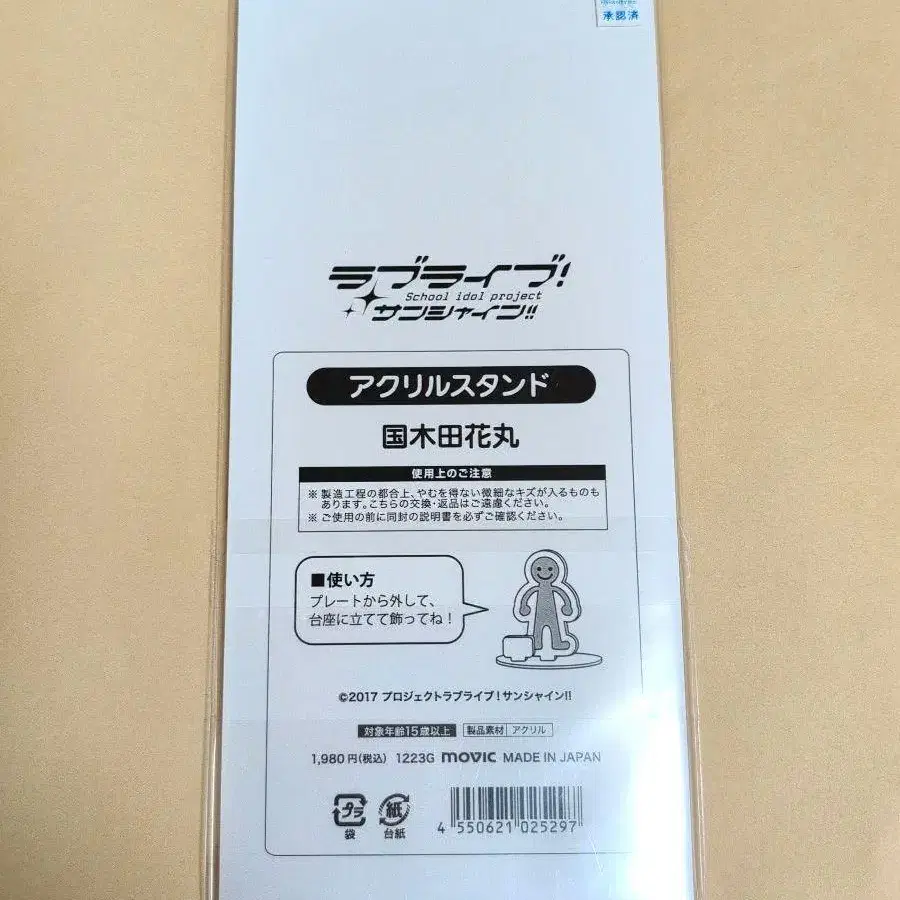 承認済
ラブライブ!
School idol project
サンシャイン!!
アクリルスタンド
国木田花丸
使用上のご注意
※ 製造工程の都合上、やむを得ない微細なキズが入るものも
あります。こちらの交換・返品はご遠慮ください。
※ ご使用の前に同封の説明書を必ずご確認ください。
■使い方
プレートから外して、
台座に立てて飾ってね!
©2017 プロジェクトラブライブ!サンシャイン!!
対象年齢15歳以上 製品素材 アクリル
1,980円(税込) 1223G movic MADE IN JAPAN
プラ 紙
袋 台紙
4 550621 025297